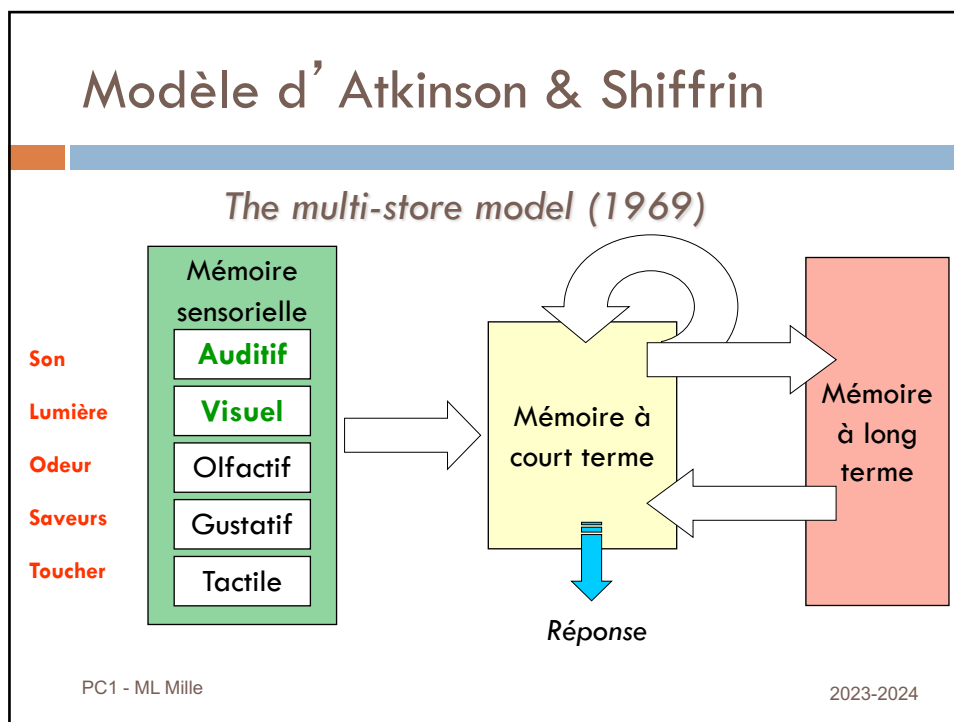 Modèle d’ Atkinson & Shiffrin
The multi-store model (1969)
Son
Lumière
Odeur
Saveurs
Toucher
Mémoire
sensorielle
Auditif
Visuel
Olfactif
Gustatif
Tactile
Mémoire à
court terme
Mémoire
à long
terme
Réponse
PC1 - ML Mille
2023-2024